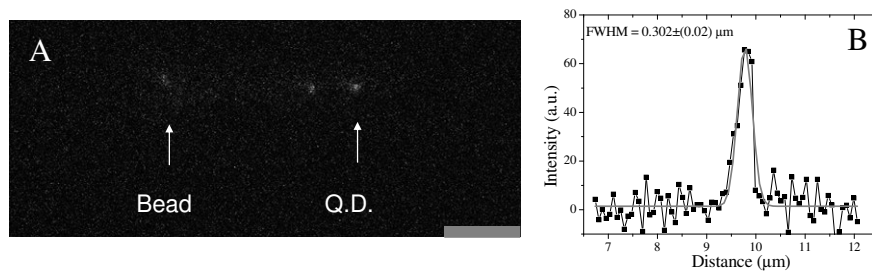 A
Bead
Q.D.
B
FWHM = 0.302±(0.02) μm
Intensity (a.u.)
80
60
40
20
0
7 8 9 10 11 12
Distance (μm)